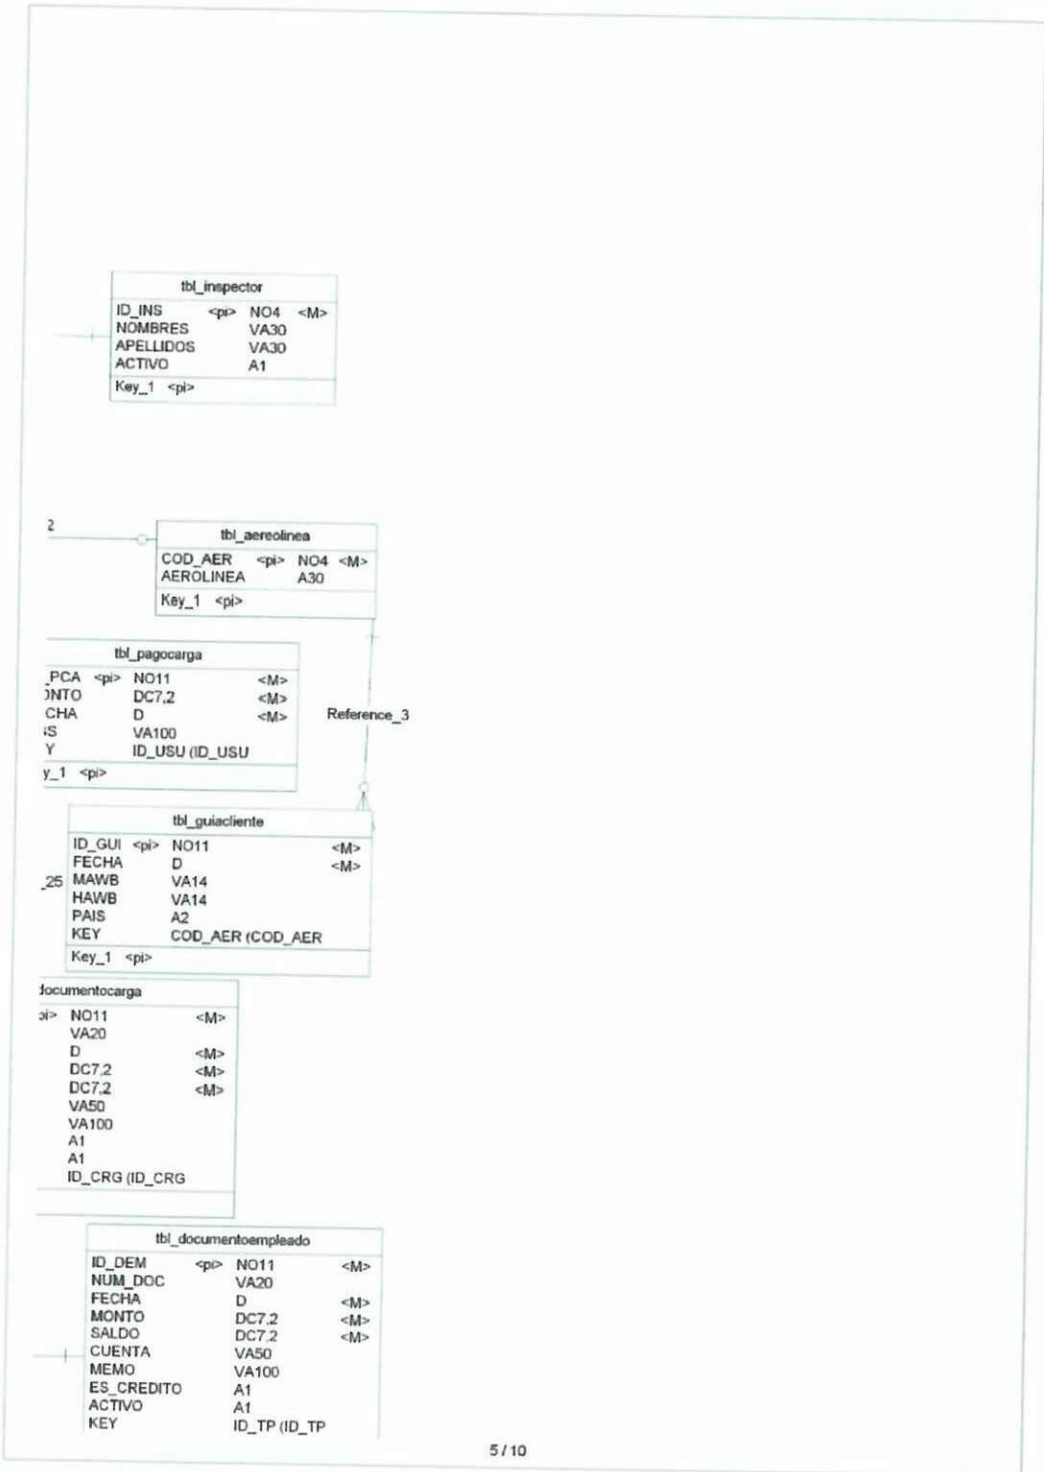 tbl_inspector
ID_INS <pi> NO4 <M>
NOMBRES VA30
APELLIDOS VA30
ACTIVO A1
Key_1 <pi>
2
tbl_aereolinea
COD_AER <pi> NO4 <M>
AEROLINEA A30
Key_1 <pi>
tbl_pagocarga
_PCA <pi> NO11 <M>
ONTO DC7,2 <M>
CHA D <M>
S VA100
Y ID_USU (ID_USU
y_1 <pi>
Reference_3
tbl_guiacliente
ID_GUI <pi> NO11 <M>
FECHA D <M>
MAWB VA14
HAWB VA14
PAIS A2
KEY COD_AER (COD_AER
Key_1 <pi>
_25
documentocarga
pi> NO11 <M>
VA20
D <M>
DC7,2 <M>
DC7,2 <M>
VA50
VA100
A1
A1
ID_CRG (ID_CRG
tbl_documentoempleado
ID_DEM <pi> NO11 <M>
NUM_DOC VA20
FECHA D <M>
MONTO DC7,2 <M>
SALDO DC7,2 <M>
CUENTA VA50
MEMO VA100
ES_CREDITO A1
ACTIVO A1
KEY ID_TP (ID_TP
5 / 10